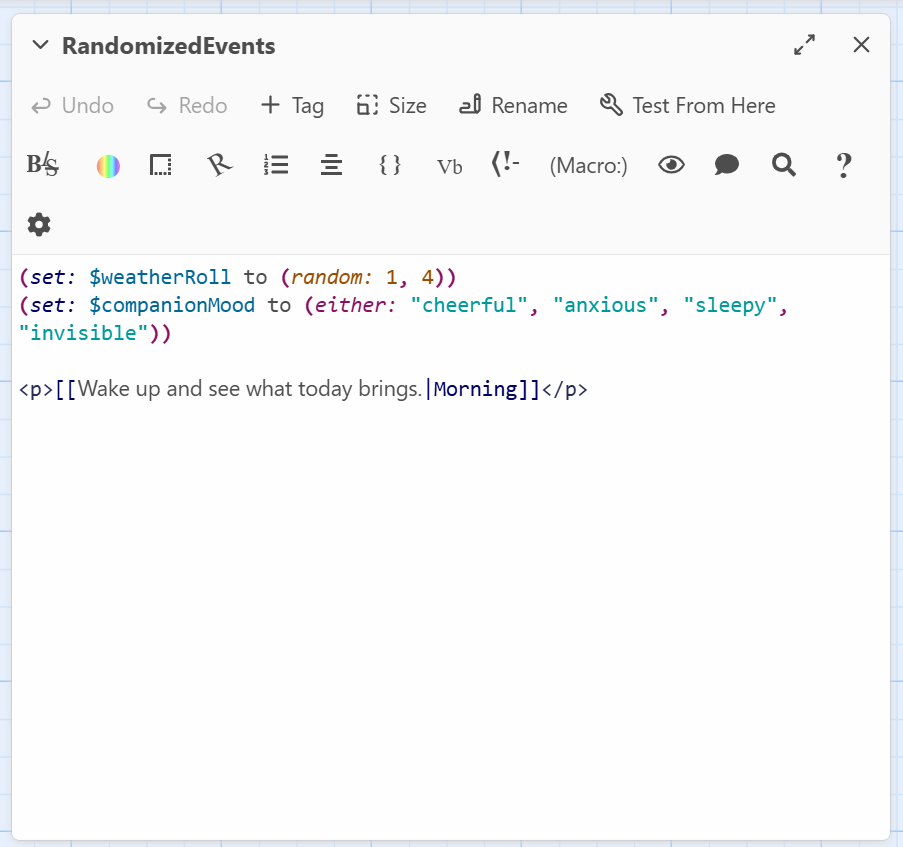 RandomizedEvents
Undo Redo + Tag Size Rename Test From Here
B/S { } Vb (!- (Macro:) ?
(set: $weatherRoll to (random: 1, 4))
(set: $companionMood to (either: "cheerful", "anxious", "sleepy",
"invisible"))
<p>[[Wake up and see what today brings.|Morning]]</p>